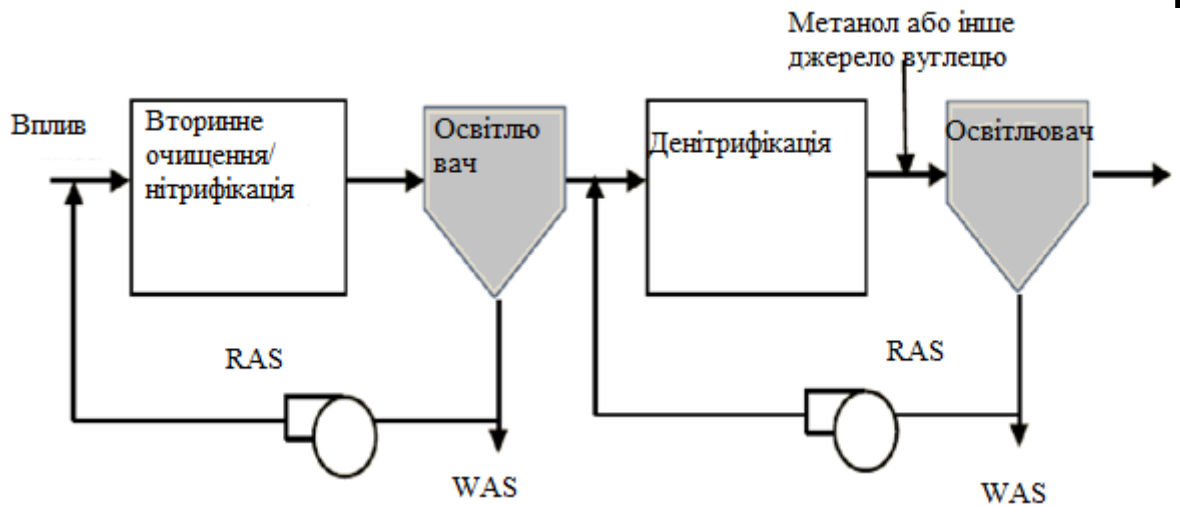 Метанол або інше
джерело вуглецю
Вплив
Вторинне
очищення/
нітрифікація
Освітлю
вач
Денітрифікація
Освітлювач
RAS
RAS
WAS
WAS